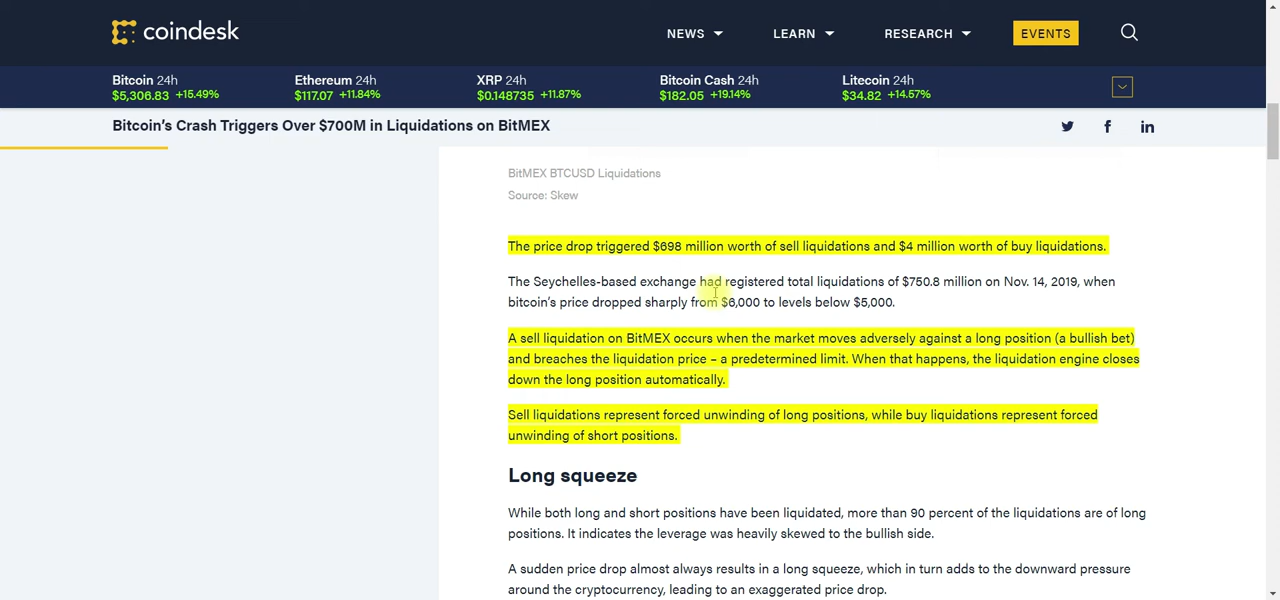 coindesk
NEWS LEARN RESEARCH EVENTS
Bitcoin 24h Ethereum 24h XRP 24h Bitcoin Cash 24h Litecoin 24h
$5,306.83 +15.49% $117.07 +11.84% $0.148735 +11.87% $182.05 +19.14% $34.82 +14.57%
Bitcoin's Crash Triggers Over $700M in Liquidations on BitMEX
BitMEX BTCUSD Liquidations
Source: Skew
The price drop triggered $698 million worth of sell liquidations and $4 million worth of buy liquidations.
The Seychelles-based exchange had registered total liquidations of $750.8 million on Nov. 14, 2019, when
bitcoin's price dropped sharply from $6,000 to levels below $5,000.
A sell liquidation on BitMEX occurs when the market moves adversely against a long position (a bullish bet)
and breaches the liquidation price – a predetermined limit. When that happens, the liquidation engine closes
down the long position automatically.
Sell liquidations represent forced unwinding of long positions, while buy liquidations represent forced
unwinding of short positions.
Long squeeze
While both long and short positions have been liquidated, more than 90 percent of the liquidations are of long
positions. It indicates the leverage was heavily skewed to the bullish side.
A sudden price drop almost always results in a long squeeze, which in turn adds to the downward pressure
around the cryptocurrency, leading to an exaggerated price drop.